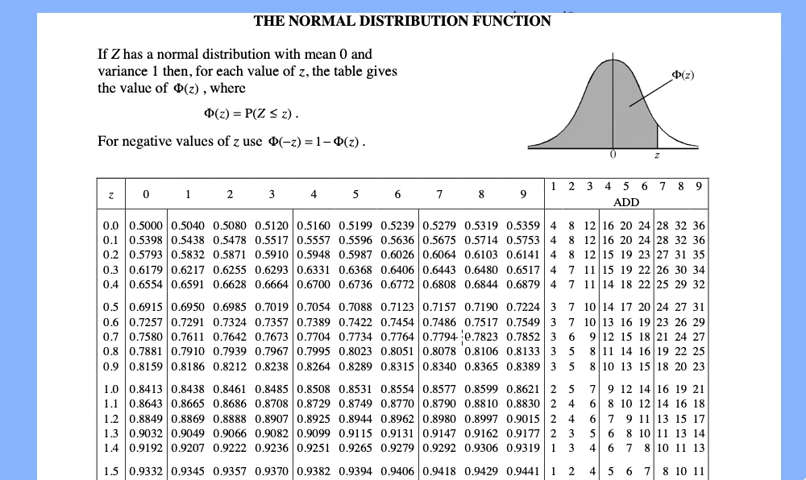 THE NORMAL DISTRIBUTION FUNCTION
If Z has a normal distribution with mean 0 and
variance 1 then, for each value of z, the table gives
the value of Φ(z) , where
Φ(z) = P(Z ≤ z) .
For negative values of z use Φ(−z) = 1 − Φ(z) .
Φ(z)
0 z
z 0 1 2 3 4 5 6 7 8 9 1 2 3 4 5 6 7 8 9
ADD
0.0 0.5000 0.5040 0.5080 0.5120 0.5160 0.5199 0.5239 0.5279 0.5319 0.5359 4 8 12 16 20 24 28 32 36
0.1 0.5398 0.5438 0.5478 0.5517 0.5557 0.5596 0.5636 0.5675 0.5714 0.5753 4 8 12 16 20 24 28 32 36
0.2 0.5793 0.5832 0.5871 0.5910 0.5948 0.5987 0.6026 0.6064 0.6103 0.6141 4 8 12 15 19 23 27 31 35
0.3 0.6179 0.6217 0.6255 0.6293 0.6331 0.6368 0.6406 0.6443 0.6480 0.6517 4 7 11 15 19 22 26 30 34
0.4 0.6554 0.6591 0.6628 0.6664 0.6700 0.6736 0.6772 0.6808 0.6844 0.6879 4 7 11 14 18 22 25 29 32
0.5 0.6915 0.6950 0.6985 0.7019 0.7054 0.7088 0.7123 0.7157 0.7190 0.7224 3 7 10 14 17 20 24 27 31
0.6 0.7257 0.7291 0.7324 0.7357 0.7389 0.7422 0.7454 0.7486 0.7517 0.7549 3 7 10 13 16 19 23 26 29
0.7 0.7580 0.7611 0.7642 0.7673 0.7704 0.7734 0.7764 0.7794 0.7823 0.7852 3 6 9 12 15 18 21 24 27
0.8 0.7881 0.7910 0.7939 0.7967 0.7995 0.8023 0.8051 0.8078 0.8106 0.8133 3 5 8 11 14 16 19 22 25
0.9 0.8159 0.8186 0.8212 0.8238 0.8264 0.8289 0.8315 0.8340 0.8365 0.8389 3 5 8 10 13 15 18 20 23
1.0 0.8413 0.8438 0.8461 0.8485 0.8508 0.8531 0.8554 0.8577 0.8599 0.8621 2 5 7 9 12 14 16 19 21
1.1 0.8643 0.8665 0.8686 0.8708 0.8729 0.8749 0.8770 0.8790 0.8810 0.8830 2 4 6 8 10 12 14 16 18
1.2 0.8849 0.8869 0.8888 0.8907 0.8925 0.8944 0.8962 0.8980 0.8997 0.9015 2 4 6 7 9 11 13 15 17
1.3 0.9032 0.9049 0.9066 0.9082 0.9099 0.9115 0.9131 0.9147 0.9162 0.9177 2 3 5 6 8 10 11 13 14
1.4 0.9192 0.9207 0.9222 0.9236 0.9251 0.9265 0.9279 0.9292 0.9306 0.9319 1 3 4 6 7 8 10 11 13
1.5 0.9332 0.9345 0.9357 0.9370 0.9382 0.9394 0.9406 0.9418 0.9429 0.9441 1 2 4 5 6 7 8 10 11